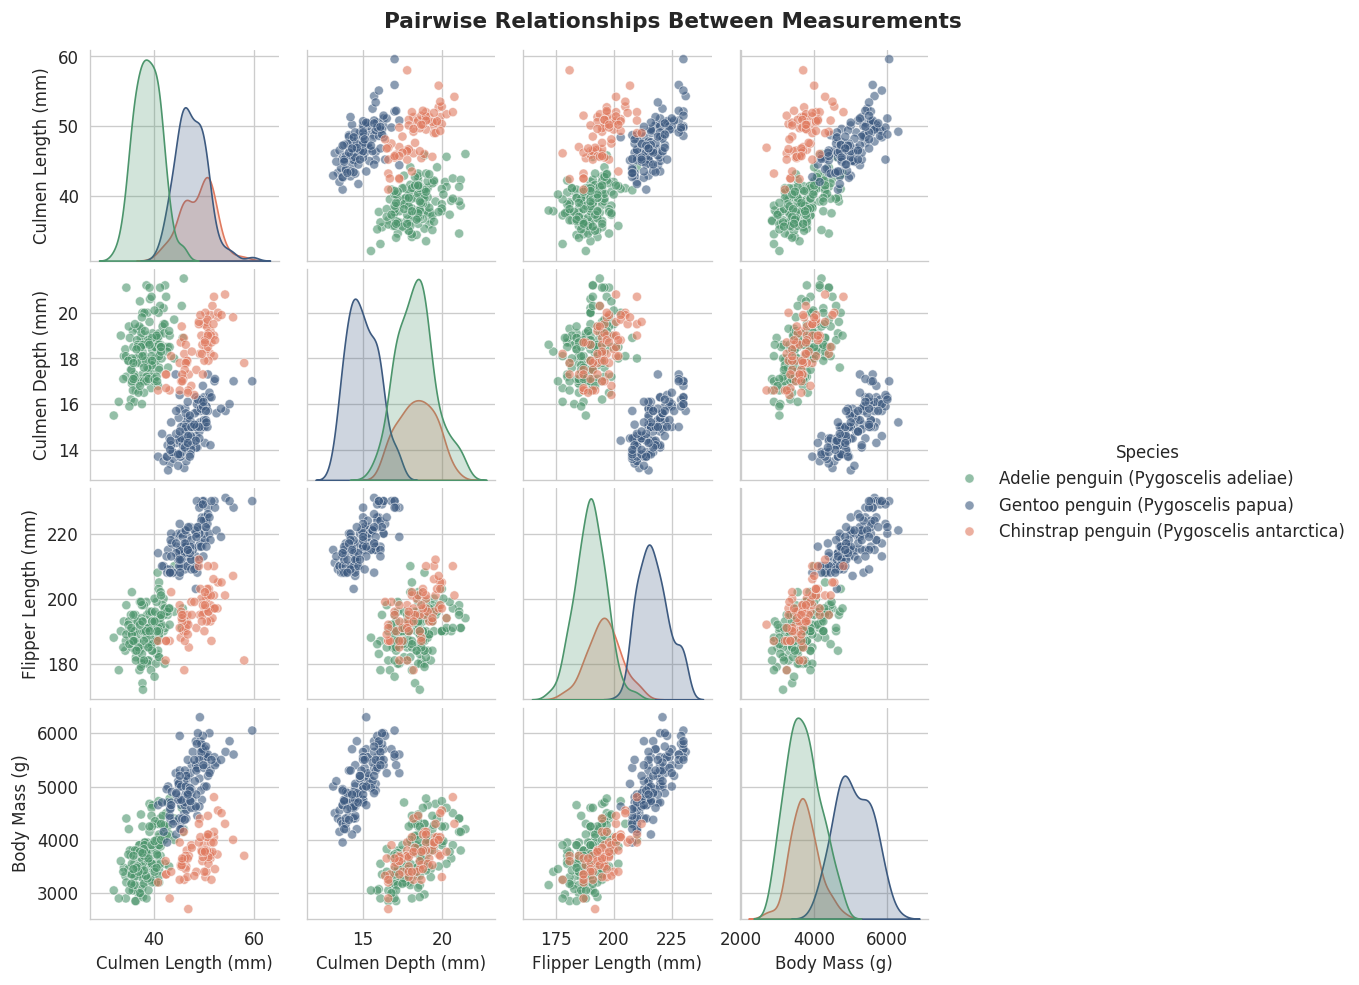 Pairwise Relationships Between Measurements
Culmen Length (mm)
60
50
40
Culmen Depth (mm)
20
18
16
14
Flipper Length (mm)
220
200
180
Body Mass (g)
6000
5000
4000
3000
40 60
15 20
175 200 225
2000 4000 6000
Culmen Length (mm)
Culmen Depth (mm)
Flipper Length (mm)
Body Mass (g)
Species
Adelie penguin (Pygoscelis adeliae)
Gentoo penguin (Pygoscelis papua)
Chinstrap penguin (Pygoscelis antarctica)